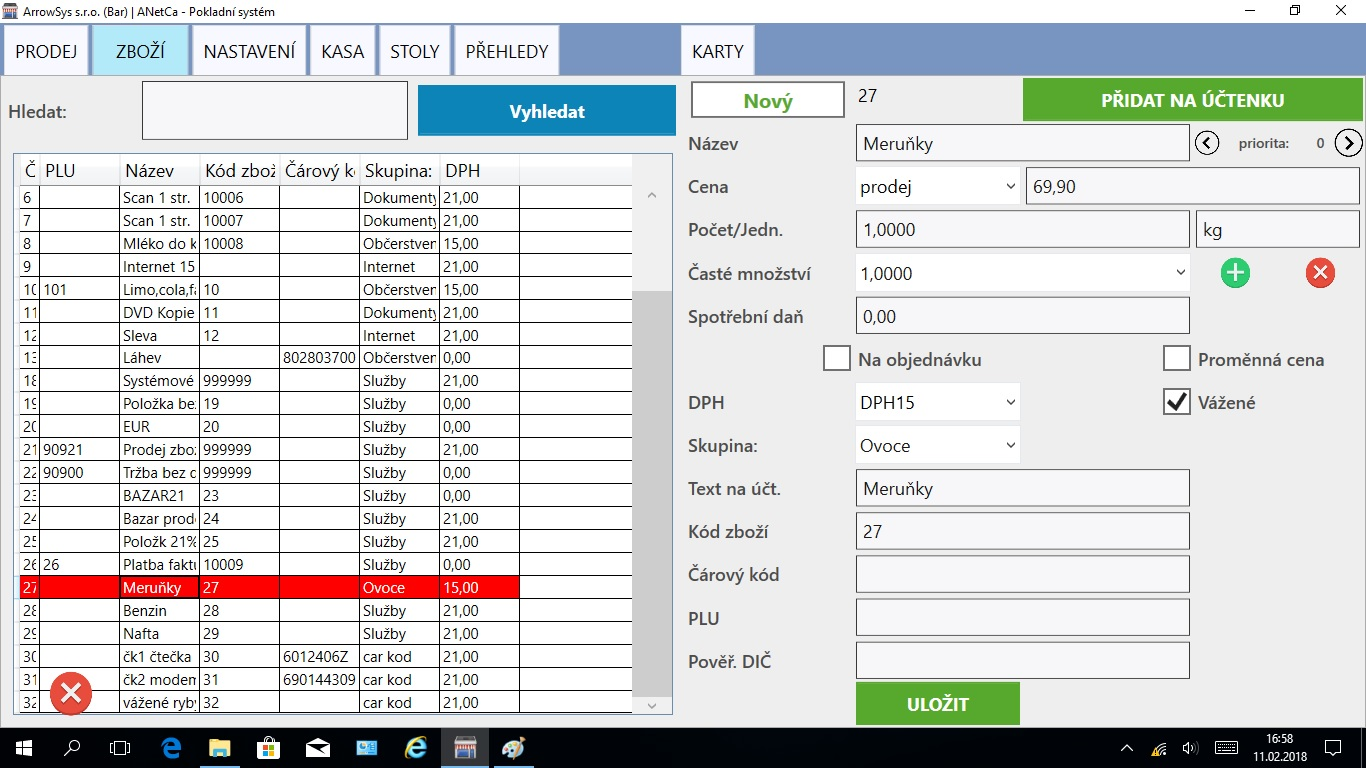 ArrowSys s.r.o. (Bar) | ANetCa - Pokladní systém
PRODEJ ZBOŽÍ NASTAVENÍ KASA STOLY PŘEHLEDY KARTY
Hledat: Vyhledat
Č PLU Název Kód zbož Čárový k Skupina: DPH
6 Scan 1 str. 10006 Dokumenty 21,00
7 Scan 1 str. 10007 Dokumenty 21,00
8 Mléko do k 10008 Občerstven 15,00
9 Internet 15 Internet 21,00
10 101 Limo,cola,fa 10 Občerstven 15,00
11 DVD Kopie 11 Dokumenty 21,00
12 Sleva 12 Internet 21,00
13 Láhev 802803700 Občerstven 0,00
18 Systémové 999999 Služby 21,00
19 Položka bez 19 Služby 0,00
20 EUR 20 Služby 0,00
21 90921 Prodej zbož 999999 Služby 21,00
22 90900 Tržba bez d 999999 Služby 0,00
23 BAZAR21 23 Služby 0,00
24 Bazar prod 24 Služby 21,00
25 Položk 21% 25 Služby 21,00
26 26 Platba faktu 10009 Služby 0,00
27 Meruňky 27 Ovoce 15,00
28 Benzin 28 Služby 21,00
29 Nafta 29 Služby 21,00
30 čk1 čtečka 30 6012406Z car kod 21,00
31 čk2 modem 31 690144309 car kod 21,00
32 vážené ryby 32 car kod 21,00
Nový 27 PŘIDAT NA ÚČTENKU
Název Meruňky priorita: 0
Cena prodej 69,90
Počet/Jedn. 1,0000 kg
Časté množství 1,0000
Spotřební daň 0,00
Na objednávku Proměnná cena
DPH DPH15 Vážené
Skupina: Ovoce
Text na účt. Meruňky
Kód zboží 27
Čárový kód
PLU
Pověř. DIČ
ULOŽIT
16:58
11.02.2018